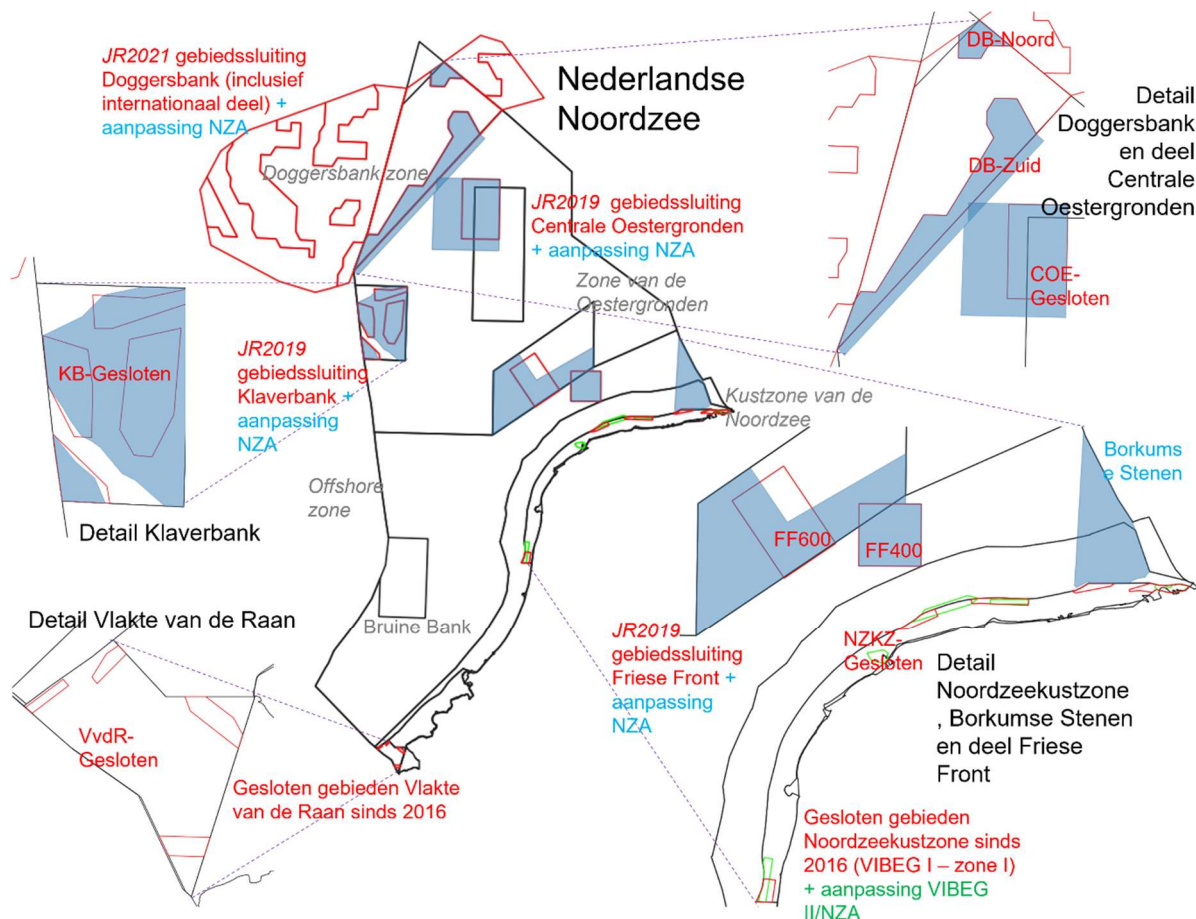 JR2021 gebiedssluiting
Doggersbank (inclusief
internationaal deel) +
aanpassing NZA
Nederlandse
Noordzee
DB-Noord
Detail
Doggersbank
en deel
Centrale
Oestergronden
DB-Zuid
COE-
Gesloten
Doggersbank zone
JR2019 gebiedssluiting
Centrale Oestergronden
+ aanpassing NZA
Zone van de
Oestergronden
KB-Gesloten
JR2019
gebiedssluiting
Klaverbank +
aanpassing
NZA
Detail Klaverbank
Kustzone van de
Noordzee
Offshore
zone
Bruine Bank
Borkums
e Stenen
FF600
FF400
JR2019
gebiedssluiting
Friese Front +
aanpassing
NZA
NZKZ-
Gesloten
Detail
Noordzeekustzone
, Borkumse Stenen
en deel Friese
Front
Detail Vlakte van de Raan
VvdR-
Gesloten
Gesloten gebieden Vlakte
van de Raan sinds 2016
Gesloten gebieden
Noordzeekustzone sinds
2016 (VIBEG I – zone I)
+ aanpassing VIBEG
II/NZA